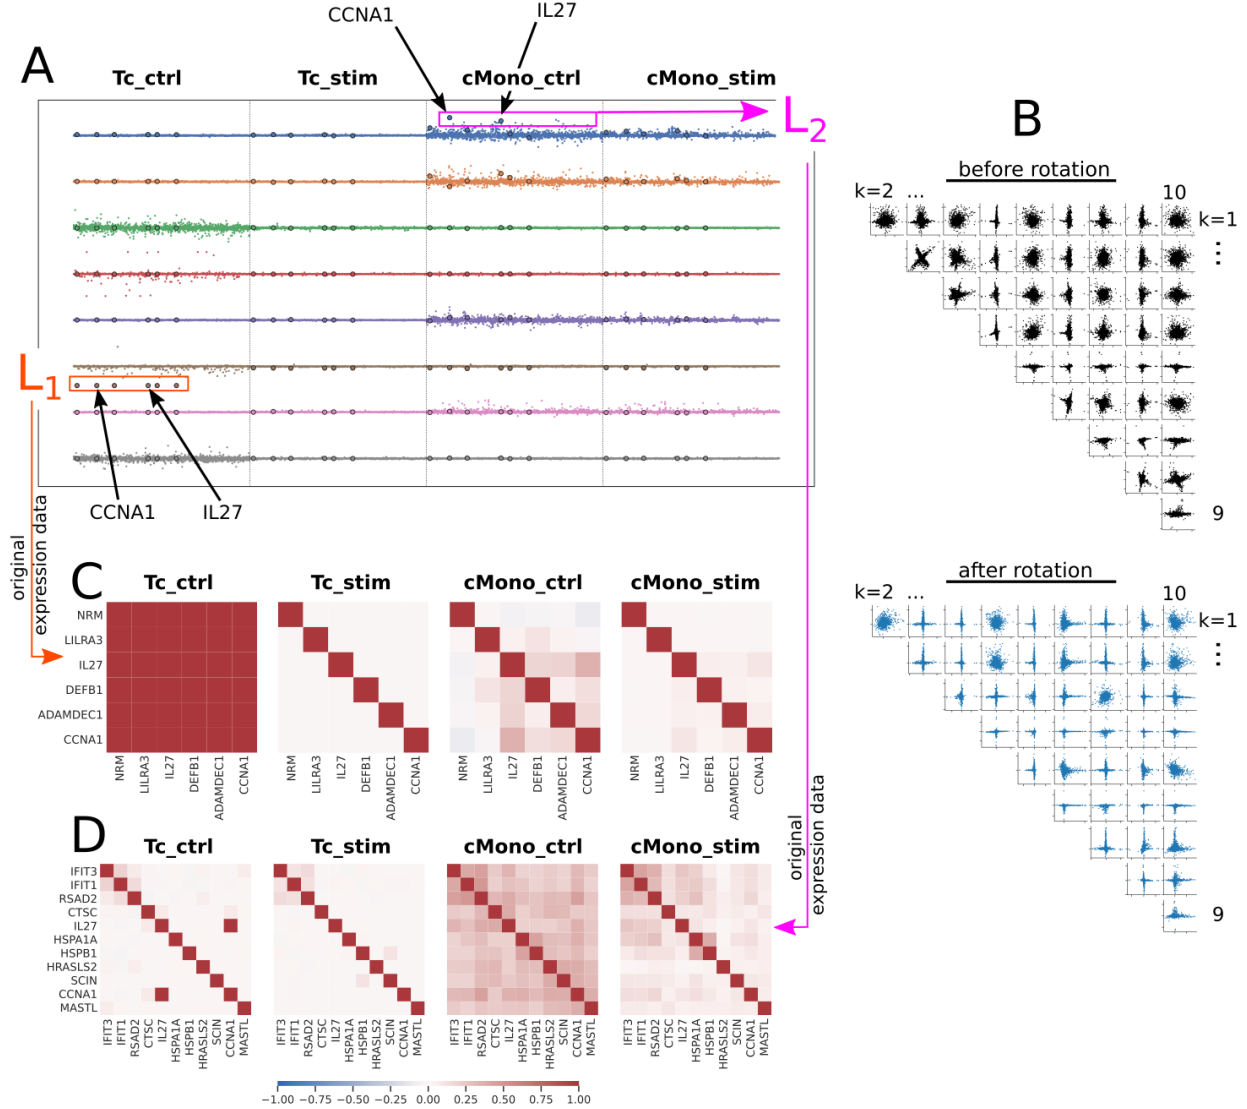 CCNA1 IL27
A
Tc_ctrl Tc_stim cMono_ctrl cMono_stim
L2
L1
CCNA1 IL27
original
expression data
B
before rotation
k=2 ... 10
k=1
⋮
9
after rotation
k=2 ... 10
k=1
⋮
9
C
Tc_ctrl Tc_stim cMono_ctrl cMono_stim
NRM
LILRA3
IL27
DEFB1
ADAMDEC1
CCNA1
NRM LILRA3 IL27 DEFB1 ADAMDEC1 CCNA1 NRM LILRA3 IL27 DEFB1 ADAMDEC1 CCNA1 NRM LILRA3 IL27 DEFB1 ADAMDEC1 CCNA1 NRM LILRA3 IL27 DEFB1 ADAMDEC1 CCNA1
original
expression data
D
Tc_ctrl Tc_stim cMono_ctrl cMono_stim
IFIT3
IFIT1
RSAD2
CTSC
IL27
HSPA1A
HSPB1
HRASLS2
SCIN
CCNA1
MASTL
IFIT3 IFIT1 RSAD2 CTSC IL27 HSPA1A HSPB1 HRASLS2 SCIN CCNA1 MASTL IFIT3 IFIT1 RSAD2 CTSC IL27 HSPA1A HSPB1 HRASLS2 SCIN CCNA1 MASTL IFIT3 IFIT1 RSAD2 CTSC IL27 HSPA1A HSPB1 HRASLS2 SCIN CCNA1 MASTL IFIT3 IFIT1 RSAD2 CTSC IL27 HSPA1A HSPB1 HRASLS2 SCIN CCNA1 MASTL
−1.00 −0.75 −0.50 −0.25 0.00 0.25 0.50 0.75 1.00